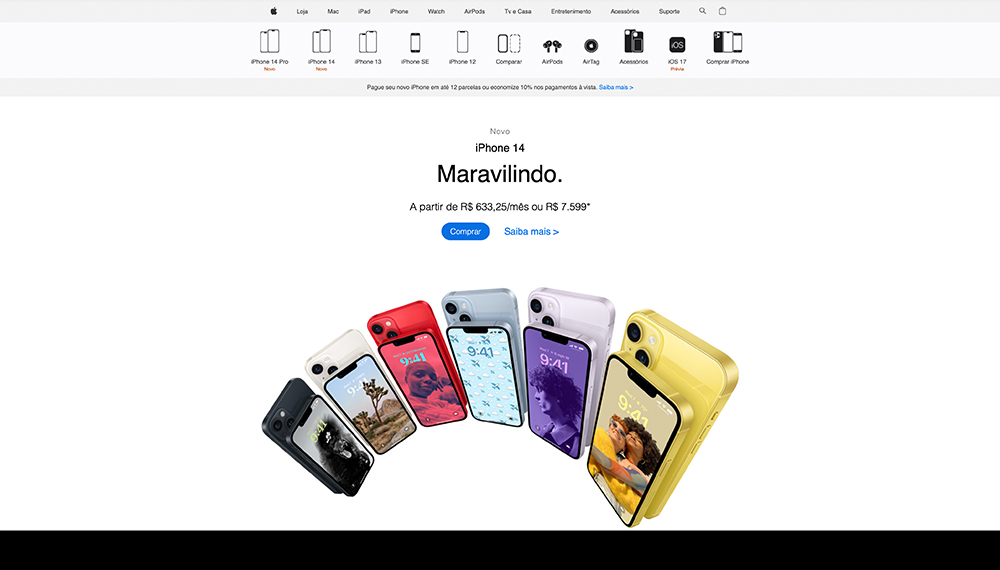 Loja Mac iPad iPhone Watch AirPods Tv e Casa Entretenimento Acessórios Suporte
iPhone 14 Pro iPhone 14 iPhone 13 iPhone SE iPhone 12 Comparar AirPods AirTag Acessórios iOS 17 Comprar iPhone
Novo Novo Prévia
iOS
Pague seu novo iPhone em até 12 parcelas ou economize 10% nos pagamentos à vista. Saiba mais >
Novo
iPhone 14
Maravilindo.
A partir de R$ 633,25/mês ou R$ 7.599*
Comprar Saiba mais >
9:41
9:41
9:41
9:41
9:41